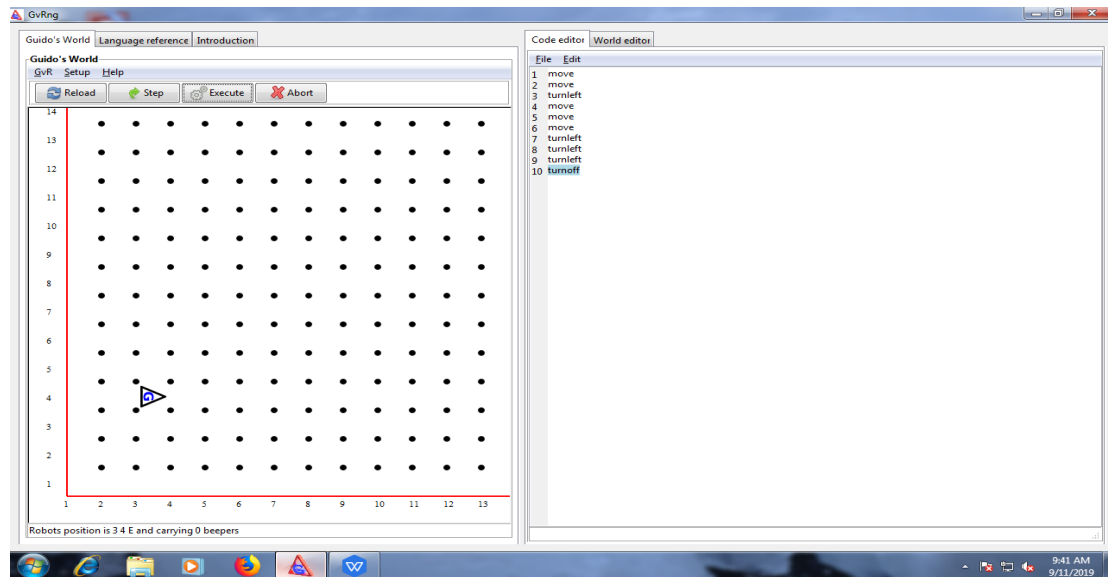 GvRng
Guido's World Language reference Introduction
Guido's World
GvR Setup Help
Reload Step Execute Abort
14
13
12
11
10
9
8
7
6
5
4
3
2
1
G
1 2 3 4 5 6 7 8 9 10 11 12 13
Robots position is 3 4 E and carrying 0 beepers
Code editor World editor
File Edit
1 move
2 move
3 turnleft
4 move
5 move
6 move
7 turnleft
8 turnleft
9 turnleft
10 turnoff
9:41 AM
9/11/2019